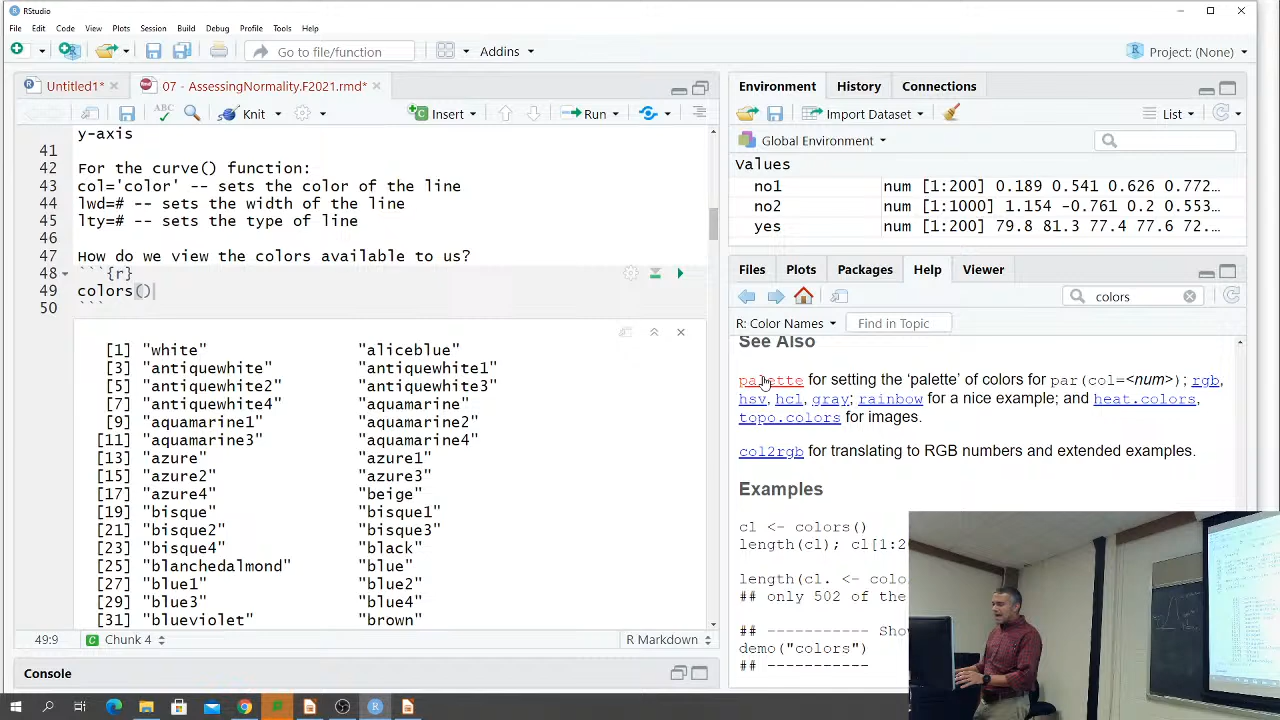 RStudio
File Edit Code View Plots Session Build Debug Profile Tools Help
Go to file/function Addins Project: (None)
Untitled1* 07 - AssessingNormality.F2021.rmd*
ABC Knit Insert Run
y-axis
41
42 For the curve() function:
43 col='color' -- sets the color of the line
44 lwd=# -- sets the width of the line
45 lty=# -- sets the type of line
46
47 How do we view the colors available to us?
48 ```{r}
49 colors()
50 ```
[1] "white" "aliceblue"
[3] "antiquewhite" "antiquewhite1"
[5] "antiquewhite2" "antiquewhite3"
[7] "antiquewhite4" "aquamarine"
[9] "aquamarine1" "aquamarine2"
[11] "aquamarine3" "aquamarine4"
[13] "azure" "azure1"
[15] "azure2" "azure3"
[17] "azure4" "beige"
[19] "bisque" "bisque1"
[21] "bisque2" "bisque3"
[23] "bisque4" "black"
[25] "blanchedalmond" "blue"
[27] "blue1" "blue2"
[29] "blue3" "blue4"
[31] "blueviolet" "brown"
49:9 Chunk 4 R Markdown
Console
Environment History Connections
Import Dataset List
Global Environment
Values
no1 num [1:200] 0.189 0.541 0.626 0.772...
no2 num [1:1000] 1.154 -0.761 0.2 0.553...
yes num [1:200] 79.8 81.3 77.4 77.6 72...
Files Plots Packages Help Viewer
colors
R: Color Names Find in Topic
See Also
palette for setting the ‘palette’ of colors for par(col=<num>); rgb,
hsv, hcl, gray; rainbow for a nice example; and heat.colors,
topo.colors for images.
col2rgb for translating to RGB numbers and extended examples.
Examples
cl <- colors()
length(cl); cl[1:2
length(cl. <- colo
## only 502 of the
## ----------- Sho
demo("colors")
## -----------